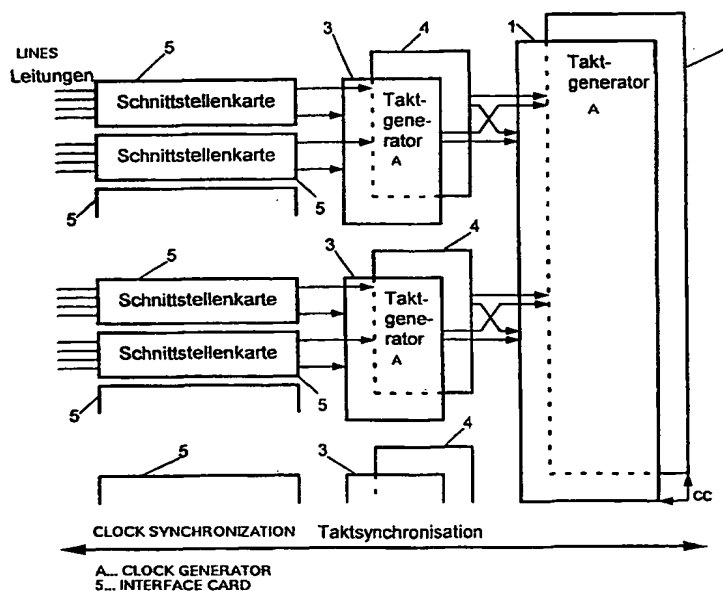 LINES
Leitungen
5
Schnittstellenkarte
Schnittstellenkarte
5
5
3
4
Takt-
gene-
rator
A
1
Takt-
generator
A
5
Schnittstellenkarte
Schnittstellenkarte
5
5
3
4
Takt-
gene-
rator
A
5
3
4
CC
CLOCK SYNCHRONIZATION Taktsynchronisation
A... CLOCK GENERATOR
5... INTERFACE CARD